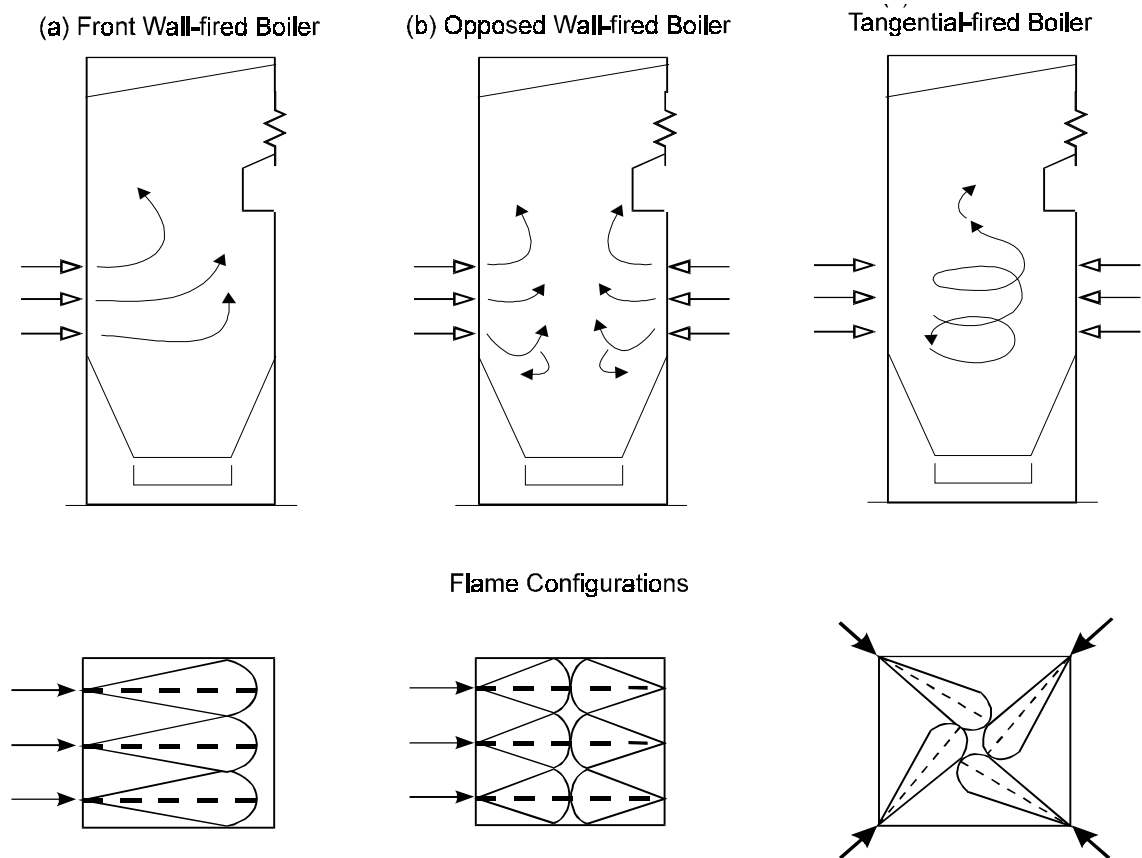 (a) Front Wall-fired Boiler
(b) Opposed Wall-fired Boiler
Tangential-fired Boiler
Flame Configurations